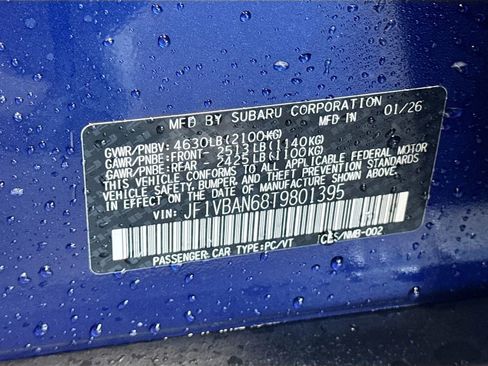 MFD BY SUBARU CORPORATION
MFD IN 01/26
GVWR/PNBV: 4630LB(2100KG)
GAWR/PNBE: FRONT- 2513LB(1140KG)
GAWR/PNBE: REAR - 2425LB(1100KG)
THIS VEHICLE CONFORMS TO ALL APPLICABLE FEDERAL MOTOR
VEHICLE SAFETY, BUMPER, AND THEFT PREVENTION STANDARDS
IN EFFECT ON THE DATE OF MANUFACTURE SHOWN ABOVE.
VIN: JF1VBAN68T9801395
PASSENGER CAR TYPE:PC/VT CLS/NMB-002